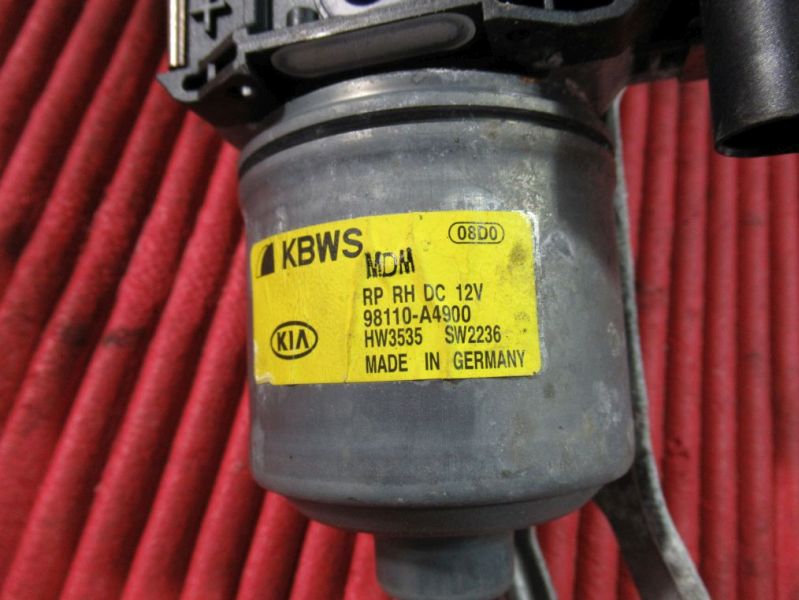 KBWS
08D0
MDM
RP RH DC 12V
98110-A4900
KIA
HW3535 SW2236
MADE IN GERMANY